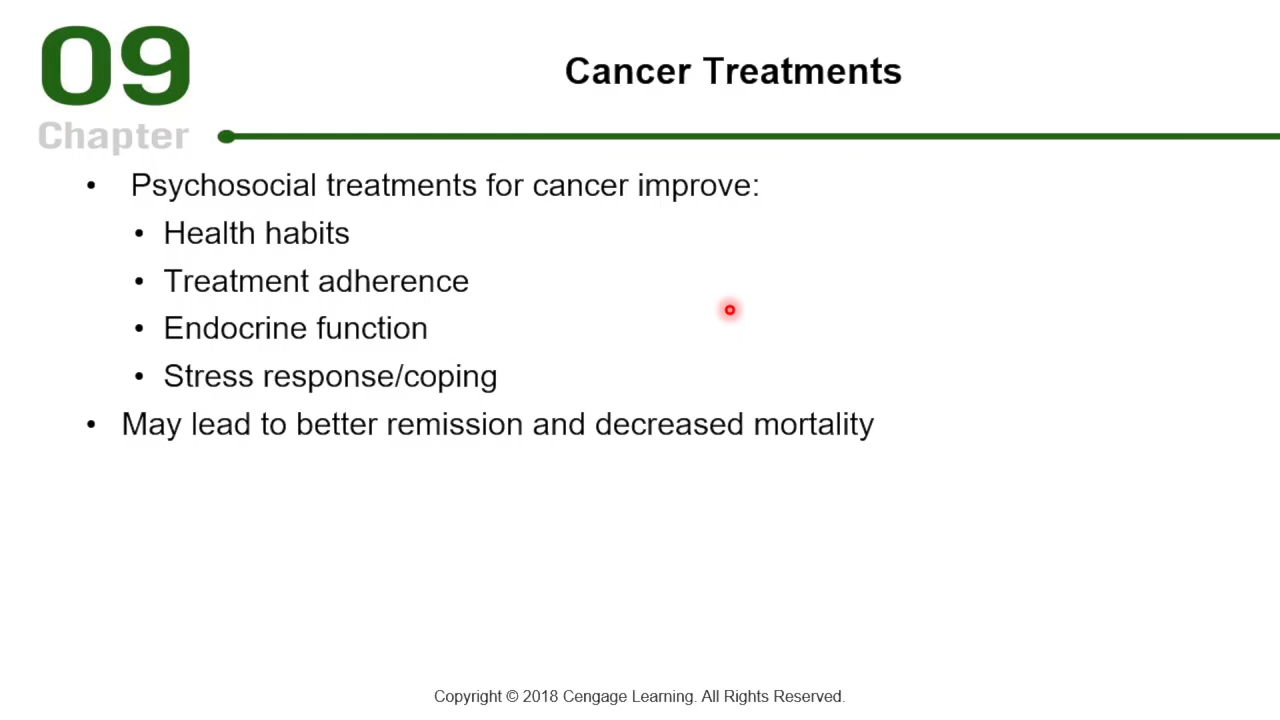 09
Chapter
Cancer Treatments
• Psychosocial treatments for cancer improve:
• Health habits
• Treatment adherence
• Endocrine function
• Stress response/coping
• May lead to better remission and decreased mortality
Copyright © 2018 Cengage Learning. All Rights Reserved.